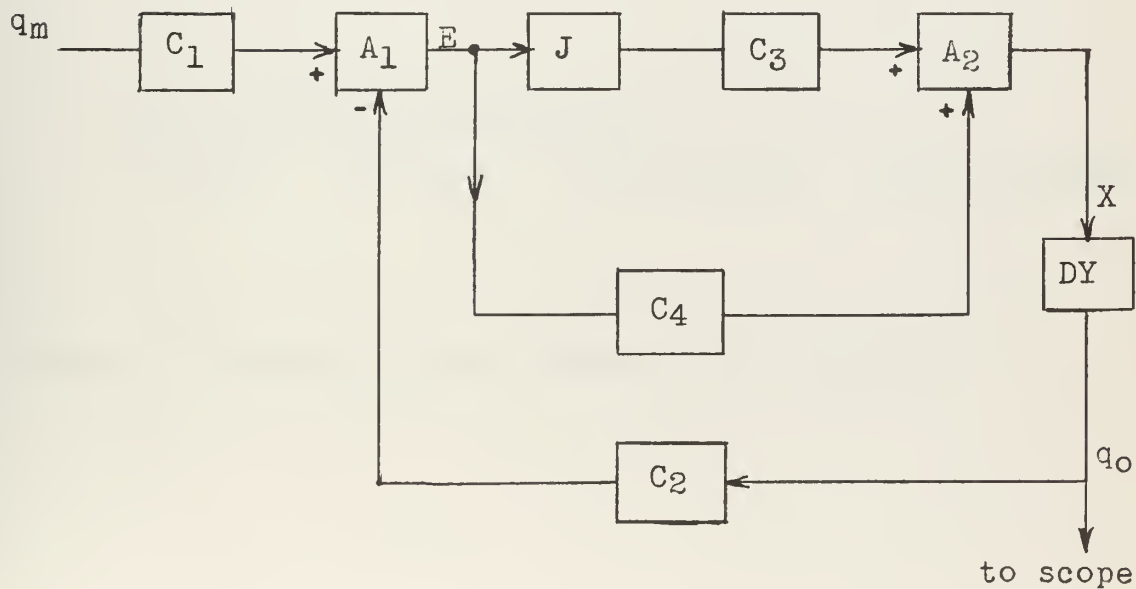 qm
C1
+
A1
-
E
J
C3
+
A2
+
X
DY
C4
C2
qo
to scope